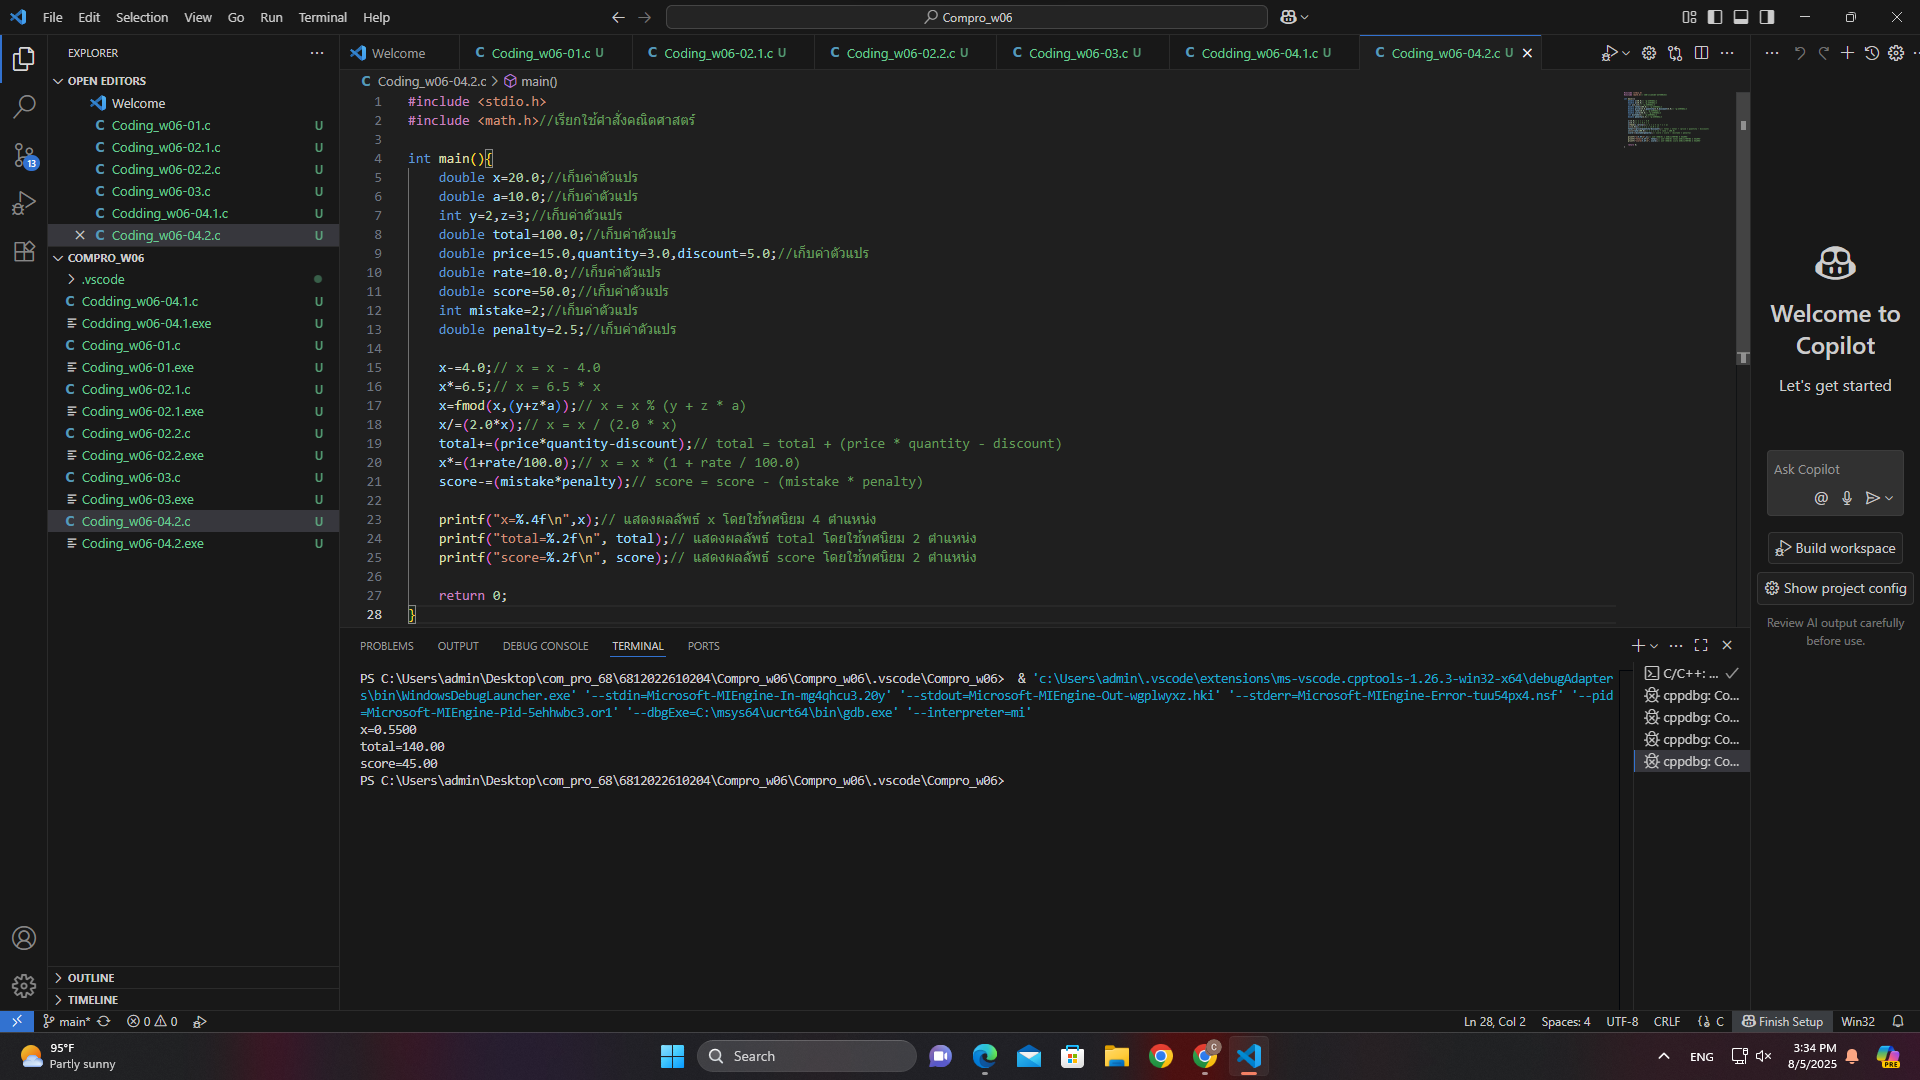 File Edit Selection View Go Run Terminal Help
Compro_w06
EXPLORER
OPEN EDITORS
Welcome
Coding_w06-01.c U
Coding_w06-02.1.c U
Coding_w06-02.2.c U
Coding_w06-03.c U
Codding_w06-04.1.c U
Coding_w06-04.2.c U
COMPRO_W06
.vscode
Codding_w06-04.1.c U
Codding_w06-04.1.exe U
Coding_w06-01.c U
Coding_w06-01.exe U
Coding_w06-02.1.c U
Coding_w06-02.1.exe U
Coding_w06-02.2.c U
Coding_w06-02.2.exe U
Coding_w06-03.c U
Coding_w06-03.exe U
Coding_w06-04.2.c U
Coding_w06-04.2.exe U
OUTLINE
TIMELINE
13
Welcome C Coding_w06-01.c U C Coding_w06-02.1.c U C Coding_w06-02.2.c U C Coding_w06-03.c U C Codding_w06-04.1.c U C Coding_w06-04.2.c U
C Coding_w06-04.2.c > main()
1 #include <stdio.h>
2 #include <math.h>//เรียกใช้คำสั่งคณิตศาสตร์
3
4 int main(){
5 double x=20.0;//เก็บค่าตัวแปร
6 double a=10.0;//เก็บค่าตัวแปร
7 int y=2,z=3;//เก็บค่าตัวแปร
8 double total=100.0;//เก็บค่าตัวแปร
9 double price=15.0,quantity=3.0,discount=5.0;//เก็บค่าตัวแปร
10 double rate=10.0;//เก็บค่าตัวแปร
11 double score=50.0;//เก็บค่าตัวแปร
12 int mistake=2;//เก็บค่าตัวแปร
13 double penalty=2.5;//เก็บค่าตัวแปร
14
15 x-=4.0;// x = x - 4.0
16 x*=6.5;// x = 6.5 * x
17 x=fmod(x,(y+z*a));// x = x % (y + z * a)
18 x/=(2.0*x);// x = x / (2.0 * x)
19 total+=(price*quantity-discount);// total = total + (price * quantity - discount)
20 x*=(1+rate/100.0);// x = x * (1 + rate / 100.0)
21 score-=(mistake*penalty);// score = score - (mistake * penalty)
22
23 printf("x=%.4f\n",x);// แสดงผลลัพธ์ x โดยใช้ทศนิยม 4 ตำแหน่ง
24 printf("total=%.2f\n", total);// แสดงผลลัพธ์ total โดยใช้ทศนิยม 2 ตำแหน่ง
25 printf("score=%.2f\n", score);// แสดงผลลัพธ์ score โดยใช้ทศนิยม 2 ตำแหน่ง
26
27 return 0;
28 }
PROBLEMS OUTPUT DEBUG CONSOLE TERMINAL PORTS
PS C:\Users\admin\Desktop\com_pro_68\6812022610204\Compro_w06\Compro_w06\.vscode\Compro_w06> & 'c:\Users\admin\.vscode\extensions\ms-vscode.cpptools-1.26.3-win32-x64\debugAdapter
s\bin\WindowsDebugLauncher.exe' '--stdin=Microsoft-MIEngine-In-mg4qhcu3.20y' '--stdout=Microsoft-MIEngine-Out-wgplwyxz.hki' '--stderr=Microsoft-MIEngine-Error-tuu54px4.nsf' '--pid
=Microsoft-MIEngine-Pid-5ehhwbc3.or1' '--dbgExe=C:\msys64\ucrt64\bin\gdb.exe' '--interpreter=mi'
x=0.5500
total=140.00
score=45.00
PS C:\Users\admin\Desktop\com_pro_68\6812022610204\Compro_w06\Compro_w06\.vscode\Compro_w06>
C/C++: ...
cppdbg: Co...
cppdbg: Co...
cppdbg: Co...
cppdbg: Co...
Welcome to
Copilot
Let's get started
Ask Copilot
Build workspace
Show project config
Review AI output carefully
before use.
main* 0 0
Ln 28, Col 2 Spaces: 4 UTF-8 CRLF {} C Finish Setup Win32
95°F
Partly sunny
Search
C
ENG
3:34 PM
8/5/2025
PRE